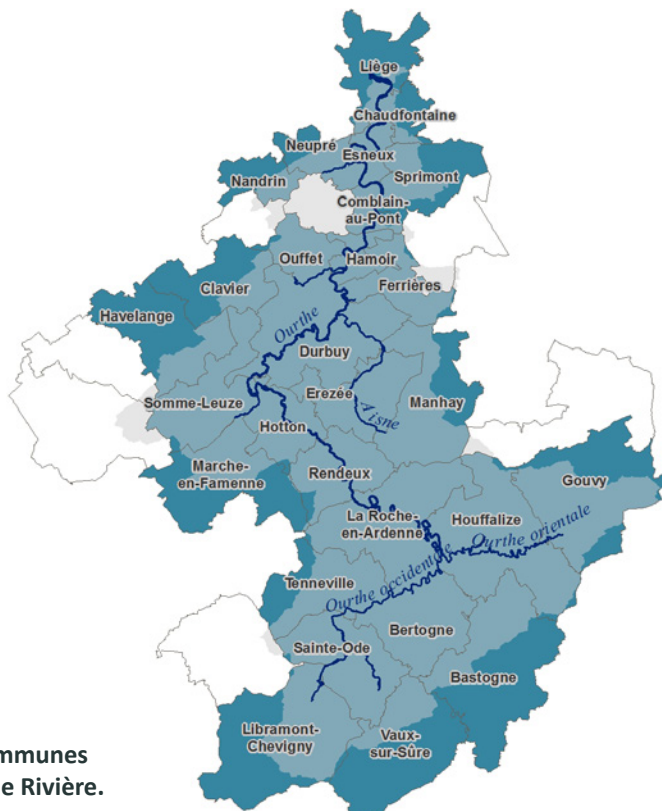 Liège
Chaudfontaine
Neupré
Esneux
Nandrin
Sprimont
Comblain-
au-Pont
Ouffet
Hamoir
Clavier
Ferrières
Havelange
Ourthe
Durbuy
Somme-Leuze
Erezée
Aisne
Manhay
Hotton
Marche-
en-Famenne
Rendeux
Gouvy
La Roche-
en-Ardenne
Houffalize
Ourthe orientale
Tenneville
Ourthe occidentale
Bertogne
Sainte-Ode
Bastogne
Libramont-
Chevigny
Vaux-
sur-Sûre
Rivière.